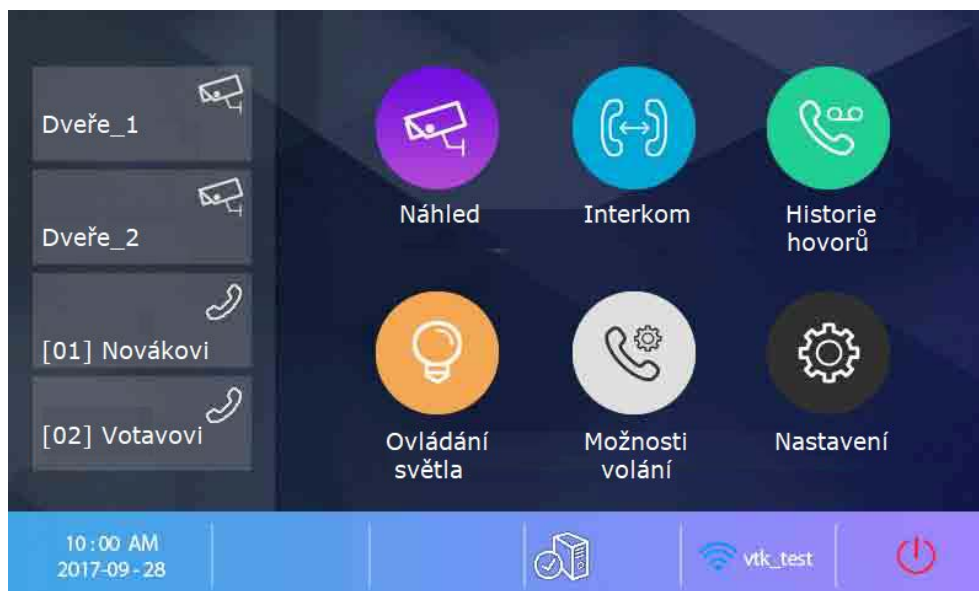 Dveře_1
Dveře_2
[01] Novákovi
[02] Votavovi
Náhled
Interkom
Historie
hovorů
Ovládání
světla
Možnosti
volání
Nastavení
10:00 AM
2017-09-28
vtk_test